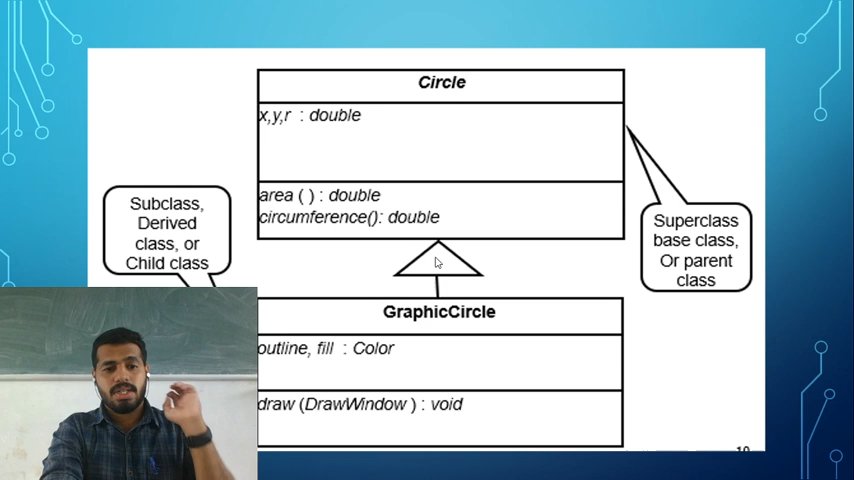 Circle
x,y,r : double
area ( ) : double
circumference(): double
Subclass,
Derived
class, or
Child class
Superclass
base class,
Or parent
class
GraphicCircle
outline, fill : Color
draw (DrawWindow ) : void
10